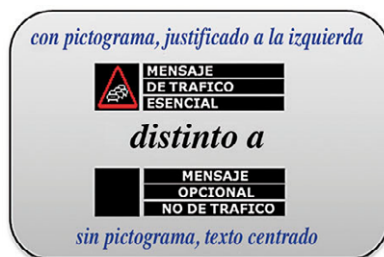 con pictograma, justificado a la izquierda
MENSAJE
DE TRAFICO
ESENCIAL
distinto a
MENSAJE
OPCIONAL
NO DE TRAFICO
sin pictograma, texto centrado